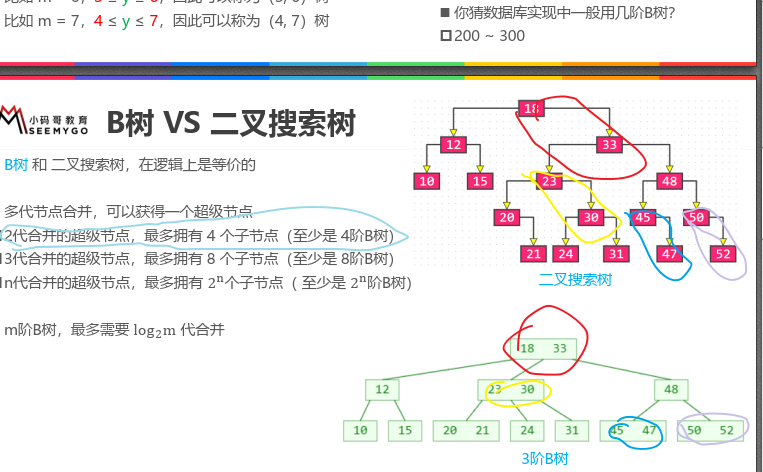 比如 m = 7，4 ≤ y ≤ 7，因此可以称为（4, 7）树
■ 你猜数据库实现中一般用几阶B树？
200 ~ 300
小码哥教育
SEEMYGO
B树 VS 二叉搜索树
B树 和 二叉搜索树，在逻辑上是等价的
多代节点合并，可以获得一个超级节点
2代合并的超级节点，最多拥有 4 个子节点（至少是 4阶B树）
3代合并的超级节点，最多拥有 8 个子节点（至少是 8阶B树）
n代合并的超级节点，最多拥有 2ⁿ个子节点（ 至少是 2ⁿ阶B树）
m阶B树，最多需要 log₂m 代合并
18
12 33
10 15 23 48
20 30 45 50
21 24 31 47 52
二叉搜索树
18 33
12 23 30 48
10 15 20 21 24 31 45 47 50 52
3阶B树